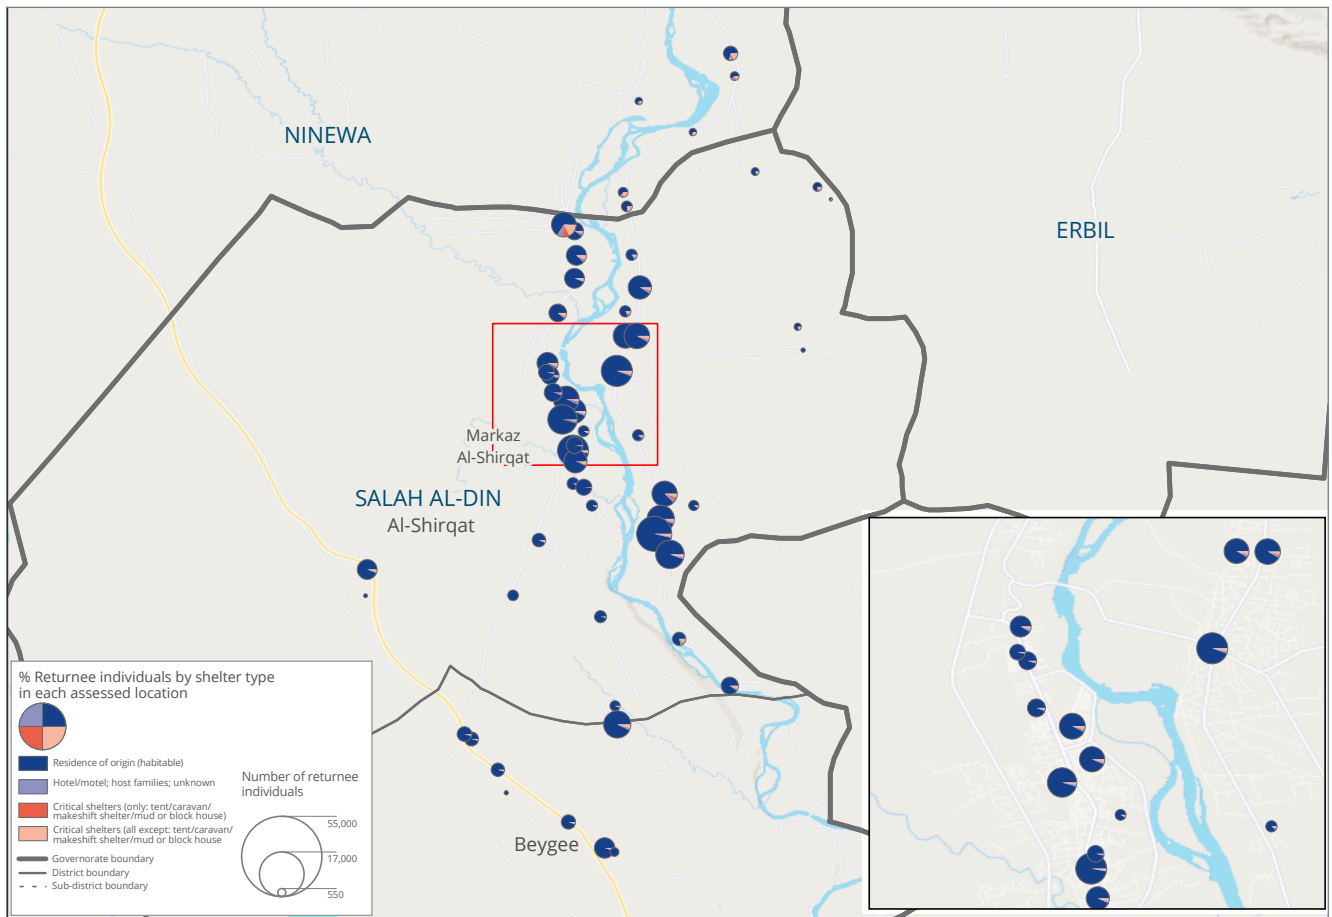 NINEWA
ERBIL
Markaz
Al-Shirqat
SALAH AL-DIN
Al-Shirqat
Beygee
% Returnee individuals by shelter type
in each assessed location
Residence of origin (habitable)
Hotel/motel; host families; unknown
Critical shelters (only: tent/caravan/
makeshift shelter/mud or block house)
Critical shelters (all except: tent/caravan/
makeshift shelter/mud or block house
Governorate boundary
District boundary
Sub-district boundary
Number of returnee
individuals
55,000
17,000
550